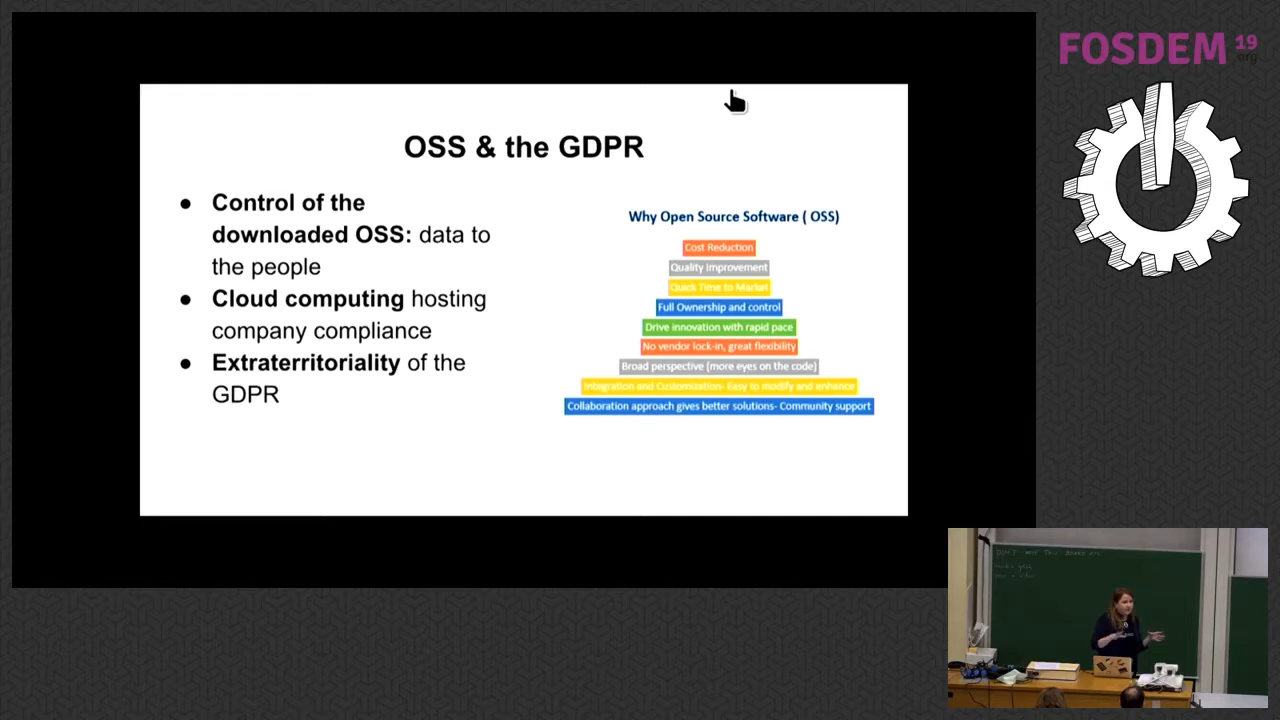 FOSDEM 19
.org
OSS & the GDPR
● Control of the
downloaded OSS: data to
the people
● Cloud computing hosting
company compliance
● Extraterritoriality of the
GDPR
Why Open Source Software ( OSS)
Cost Reduction
Quality Improvement
Quick Time to Market
Full Ownership and control
Drive innovation with rapid pace
No vendor lock-in, great flexibility
Broad perspective (more eyes on the code)
Integration and Customization- Easy to modify and enhance
Collaboration approach gives better solutions- Community support